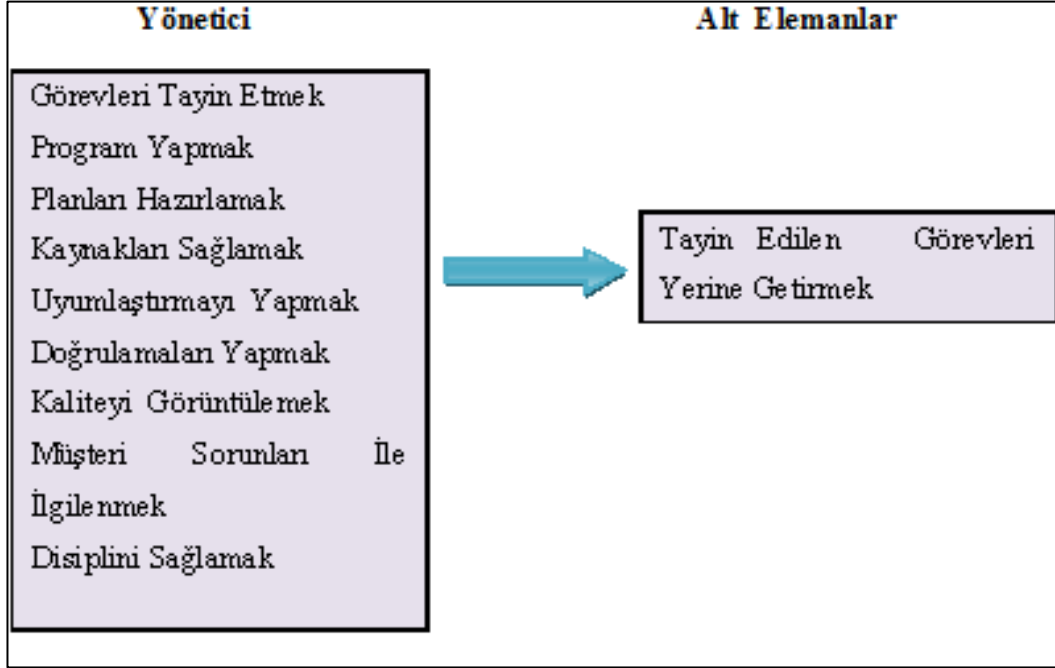 Yönetici
Alt Elemanlar
Görevleri Tayin Etmek
Program Yapmak
Planları Hazırlamak
Kaynakları Sağlamak
Uyumlaştırmayı Yapmak
Doğrulamaları Yapmak
Kaliteyi Görüntülemek
Müşteri Sorunları İle
İlgilenmek
Disiplini Sağlamak
Tayin Edilen Görevleri
Yerine Getirmek